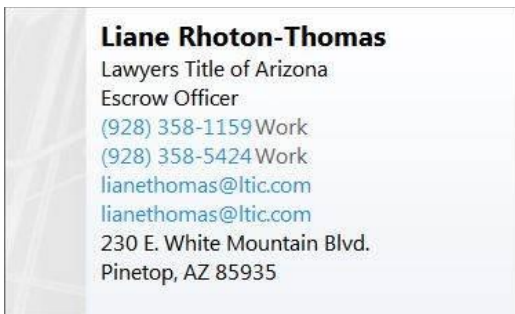 Liane Rhoton-Thomas
Lawyers Title of Arizona
Escrow Officer
(928) 358-1159 Work
(928) 358-5424 Work
lianethomas@ltic.com
lianethomas@ltic.com
230 E. White Mountain Blvd.
Pinetop, AZ 85935